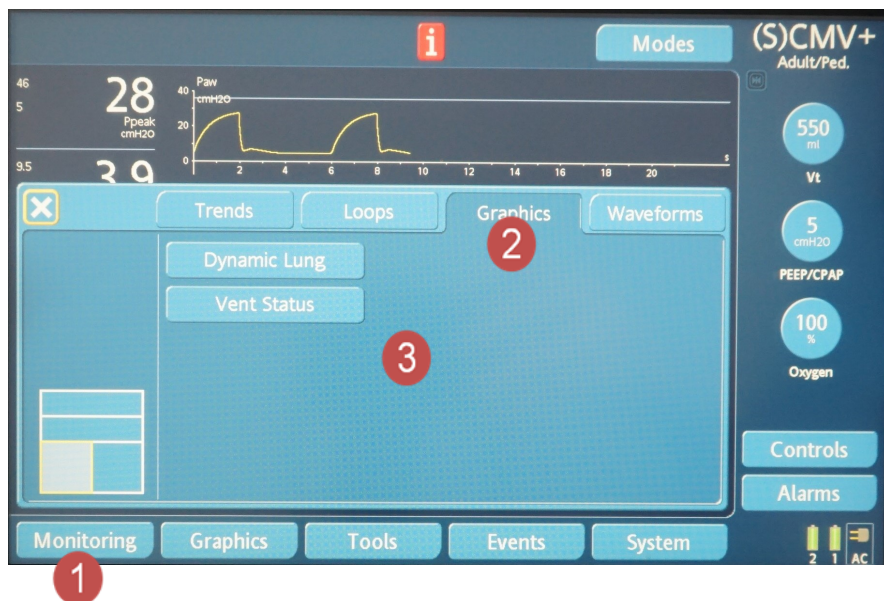 i
Modes
(S)CMV+
Adult/Ped.
46
5
28
Ppeak
cmH2O
Paw
cmH2O
40
20
0
2 4 6 8 10 12 14 16 18 20
s
9.5
3.9
550
ml
Vt
Trends Loops Graphics Waveforms
2
5
cmH2O
PEEP/CPAP
Dynamic Lung
Vent Status
3
100
%
Oxygen
Controls
Alarms
Monitoring Graphics Tools Events System
1
2 1 AC